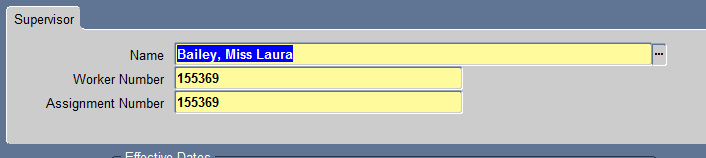 Supervisor
Name Bailey, Miss Laura ...
Worker Number 155369
Assignment Number 155369
Effective Dates